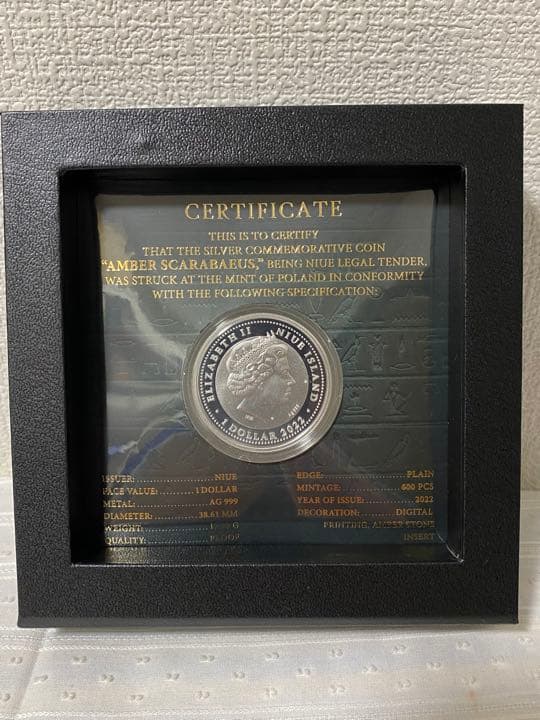 CERTIFICATE
THIS IS TO CERTIFY
THAT THE SILVER COMMEMORATIVE COIN
"AMBER SCARABAEUS," BEING NIUE LEGAL TENDER,
WAS STRUCK AT THE MINT OF POLAND IN CONFORMITY
WITH THE FOLLOWING SPECIFICATION:
ELIZABETH II NIUE ISLAND
1 DOLLAR 2022
ISSUER: NIUE
FACE VALUE: 1 DOLLAR
METAL: AG 999
DIAMETER: 38.61 MM
WEIGHT: G
QUALITY: PROOF
EDGE: PLAIN
MINTAGE: 600 PCS
YEAR OF ISSUE: 2022
DECORATION: DIGITAL
PRINTING, AMBER STONE
INSERT